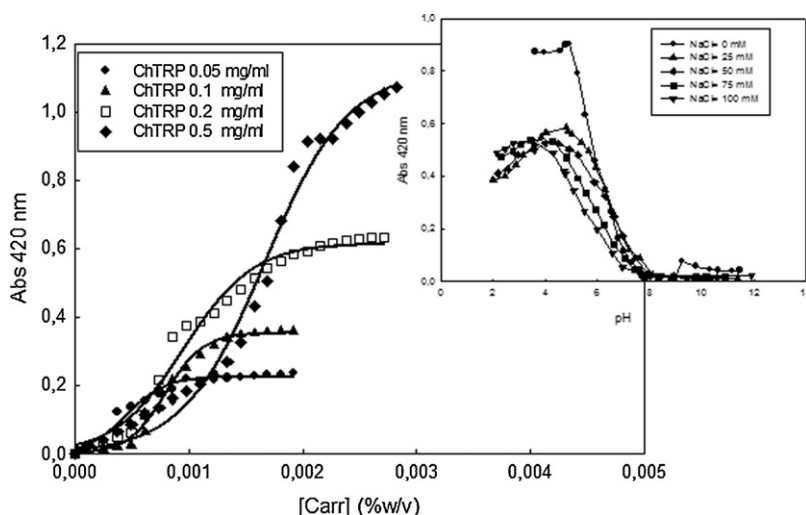 1,2
1,0
0,8
0,6
0,4
0,2
0,0
Abs 420 nm
ChTRP 0.05 mg/ml
ChTRP 0.1 mg/ml
ChTRP 0.2 mg/ml
ChTRP 0.5 mg/ml
0,000
0,001
0,002
0,003
0,004
0,005
[Carr] (%w/v)
1,0
0,8
0,6
0,4
0,2
0,0
Abs 420 nm
NaCl= 0 mM
NaCl= 25 mM
NaCl= 50 mM
NaCl= 75 mM
NaCl= 100 mM
0
2
4
6
8
10
12
14
pH